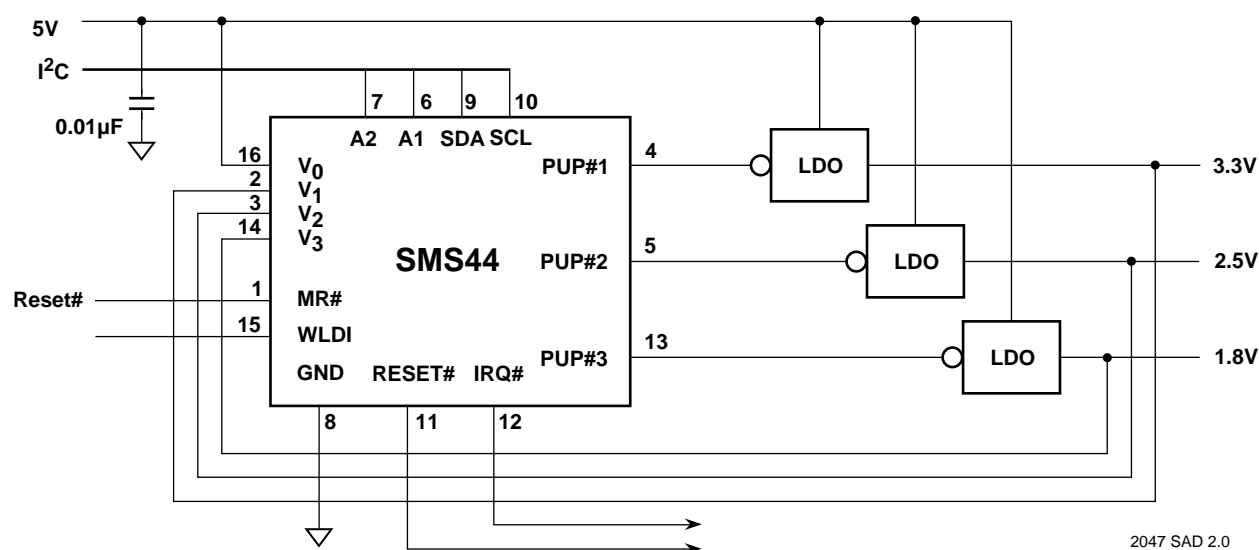 5V
I²C
7 6 9 10
0.01µF
A2 A1 SDA SCL
16 V0
2 V1
3 V2
14 V3
PUP#1 4
LDO
3.3V
SMS44
PUP#2 5
LDO
2.5V
Reset#
1 MR#
15 WLDI
PUP#3 13
LDO
1.8V
GND RESET# IRQ#
8 11 12
2047 SAD 2.0